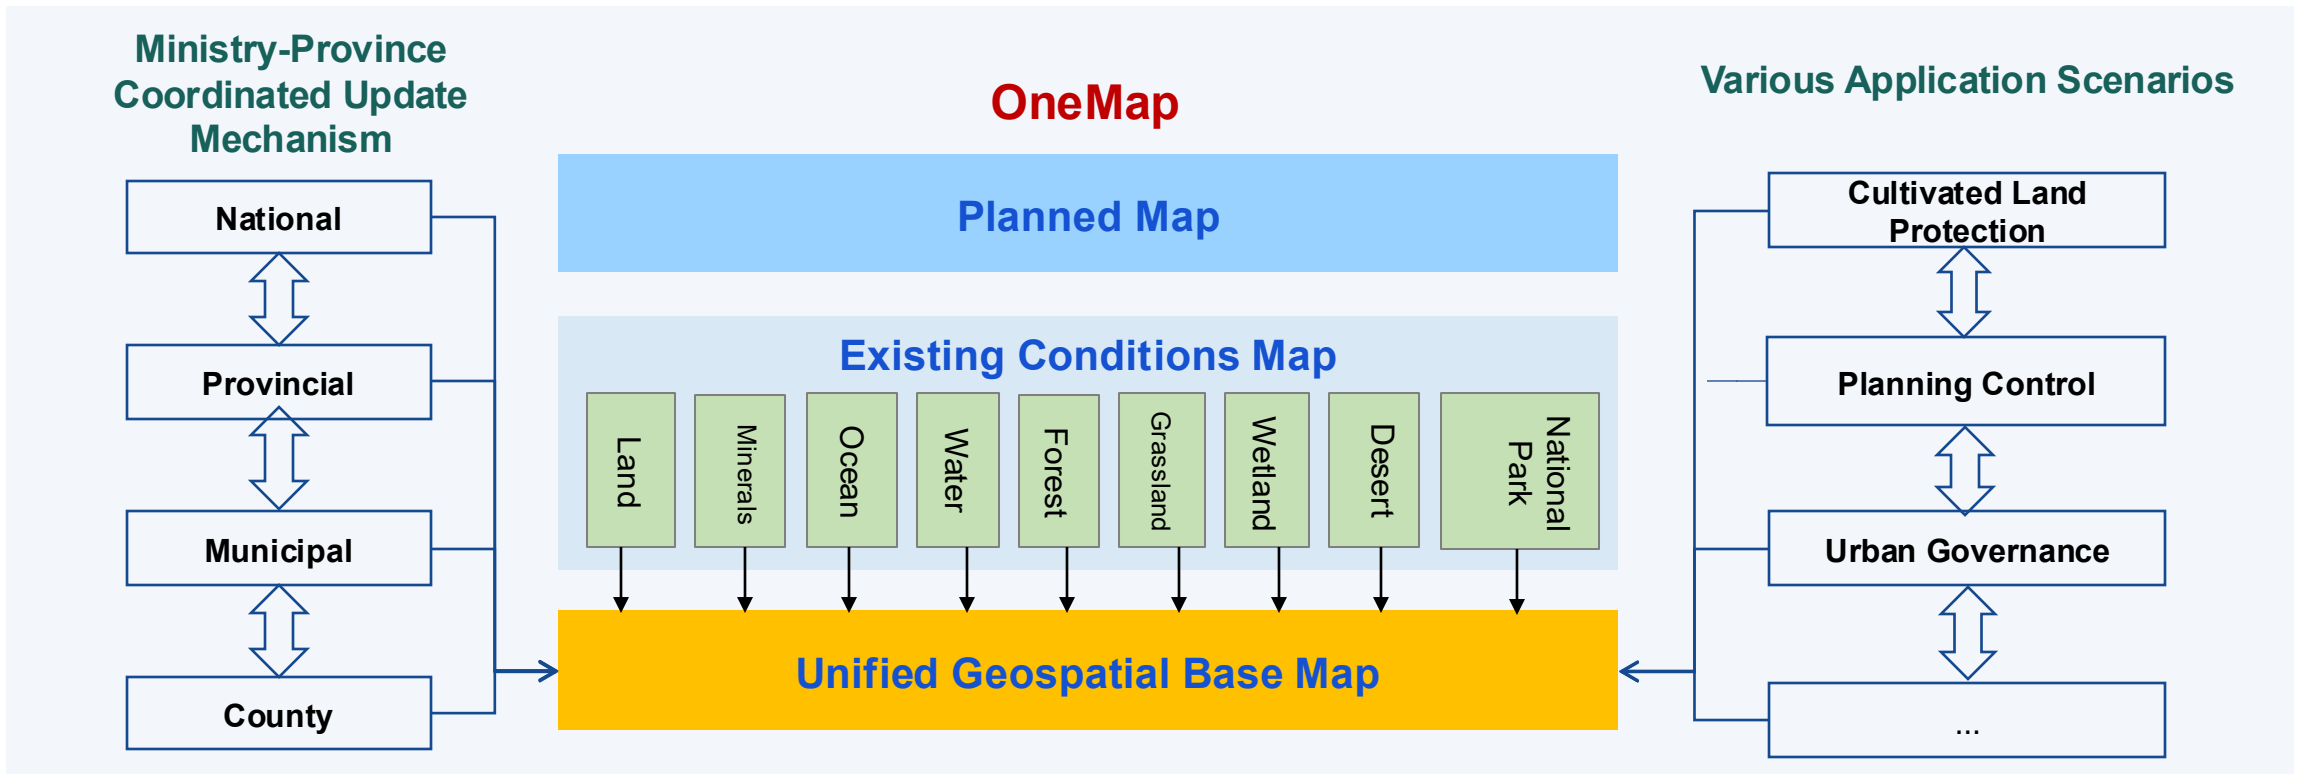 Ministry-Province
Coordinated Update
Mechanism
National
Provincial
Municipal
County
OneMap
Planned Map
Existing Conditions Map
Land
Minerals
Ocean
Water
Forest
Grassland
Wetland
Desert
National
Park
Unified Geospatial Base Map
Various Application Scenarios
Cultivated Land
Protection
Planning Control
Urban Governance
...